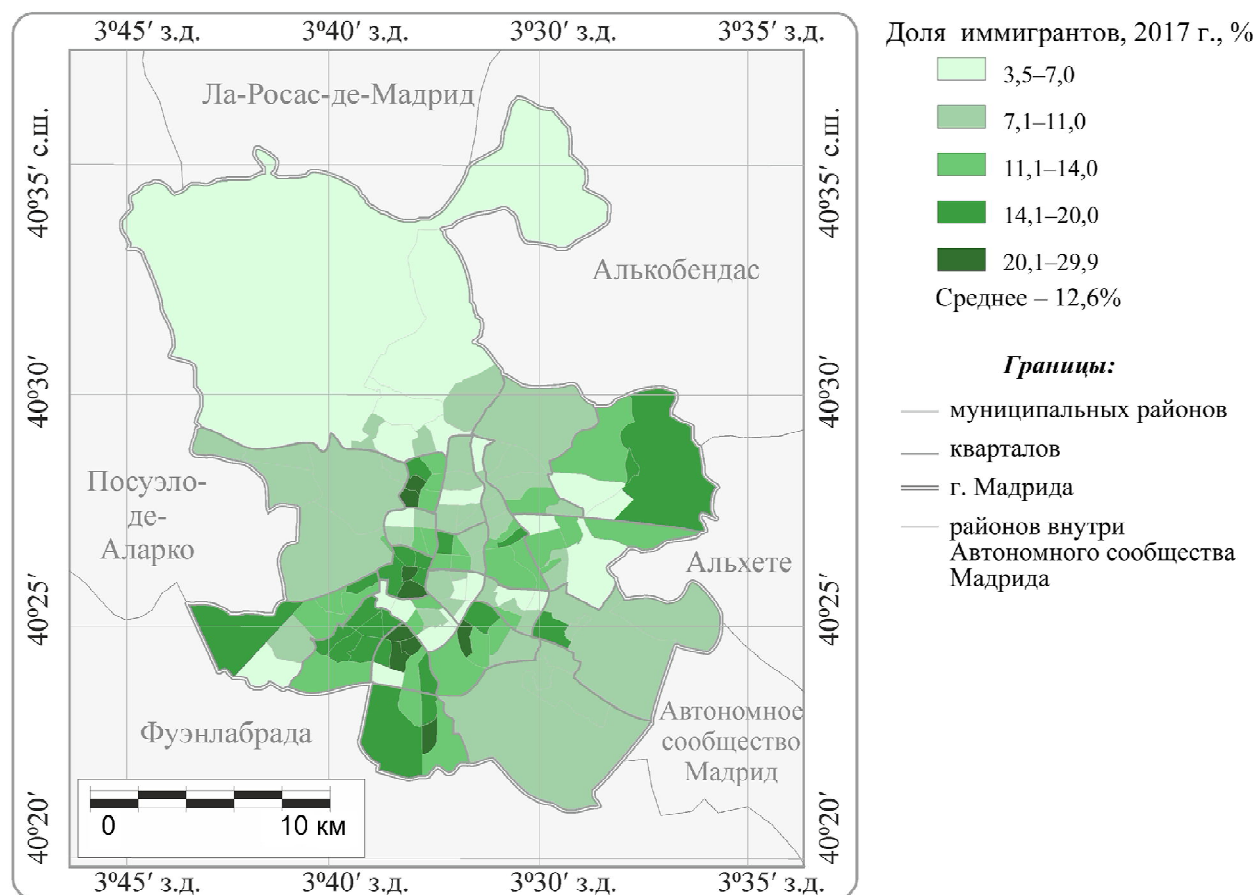 3º45′ з.д. 3º40′ з.д. 3º30′ з.д. 3º35′ з.д.
Ла-Росас-де-Мадрид
40º35′ с.ш.
40º35′ с.ш.
Алькобендас
40º30′
40º30′
Посуэло-
де-
Аларко
Альхете
40º25′
40º25′
Фуэнлабрада
Автономное
сообщество
Мадрид
0 10 км
40º20′
40º20′
3º45′ з.д. 3º40′ з.д. 3º30′ з.д. 3º35′ з.д.
Доля иммигрантов, 2017 г., %
3,5–7,0
7,1–11,0
11,1–14,0
14,1–20,0
20,1–29,9
Среднее – 12,6%
Границы:
муниципальных районов
кварталов
г. Мадрида
районов внутри
Автономного сообщества
Мадрида